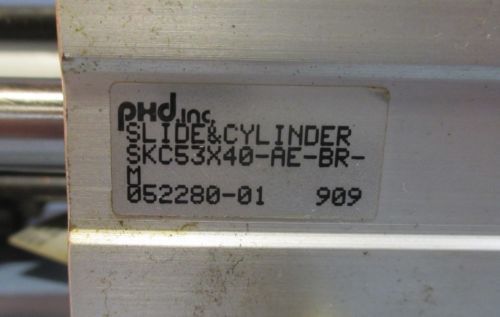 PHD, inc.
SLIDE&CYLINDER
SKC53X40-AE-BR-
M
052280-01 909